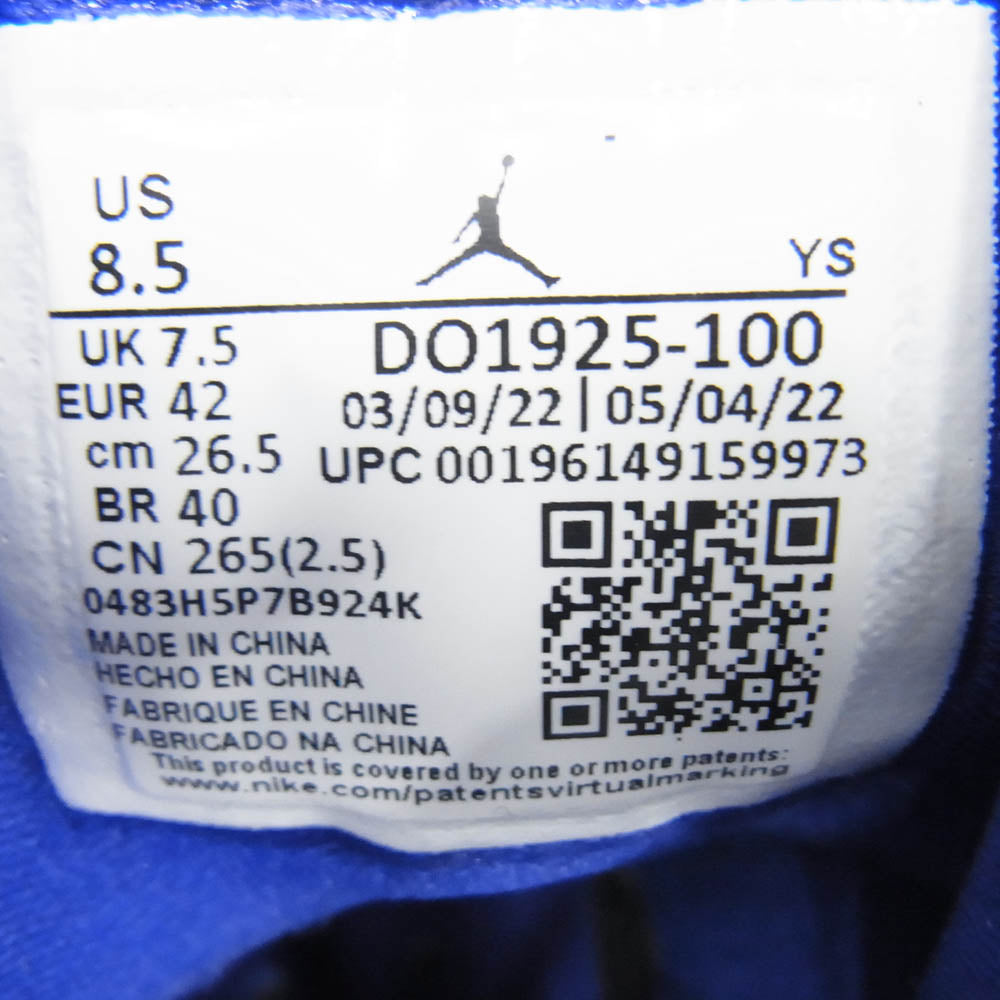 US
8.5
YS
UK 7.5
DO1925-100
EUR 42
03/09/22 | 05/04/22
cm 26.5
UPC 00196149159973
BR 40
CN 265(2.5)
0483H5P7B924K
MADE IN CHINA
HECHO EN CHINA
FABRIQUE EN CHINE
FABRICADO NA CHINA
This product is covered by one or more patents:
www.nike.com/patentsvirtualmarking